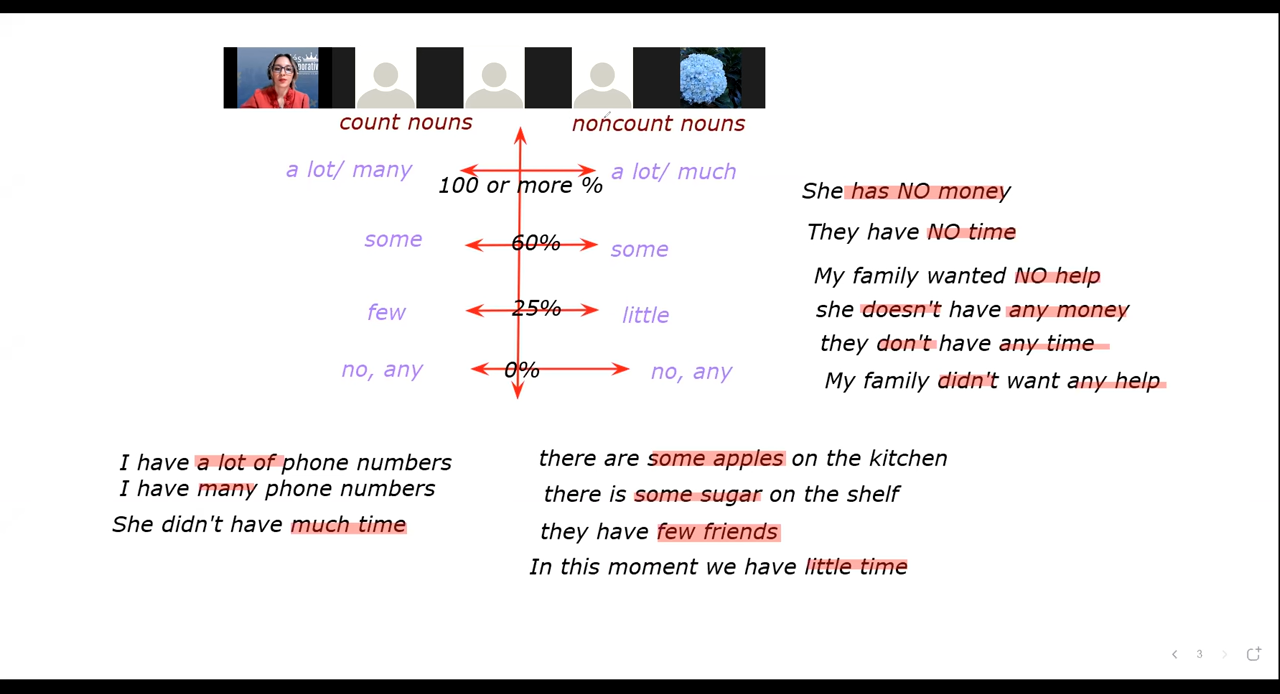 count nouns
noncount nouns
a lot/ many
a lot/ much
100 or more %
some
60%
some
few
25%
little
no, any
0%
no, any
She has NO money
They have NO time
My family wanted NO help
she doesn't have any money
they don't have any time
My family didn't want any help
I have a lot of phone numbers
I have many phone numbers
She didn't have much time
there are some apples on the kitchen
there is some sugar on the shelf
they have few friends
In this moment we have little time
3